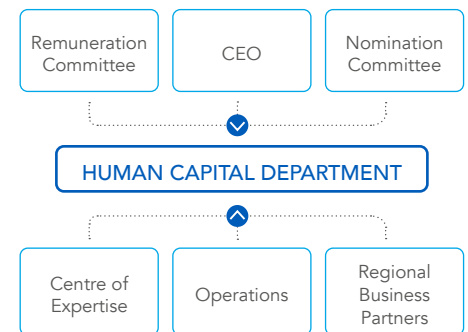 Remuneration
Committee
CEO
Nomination
Committee
HUMAN CAPITAL DEPARTMENT
Centre of
Expertise
Operations
Regional
Business
Partners